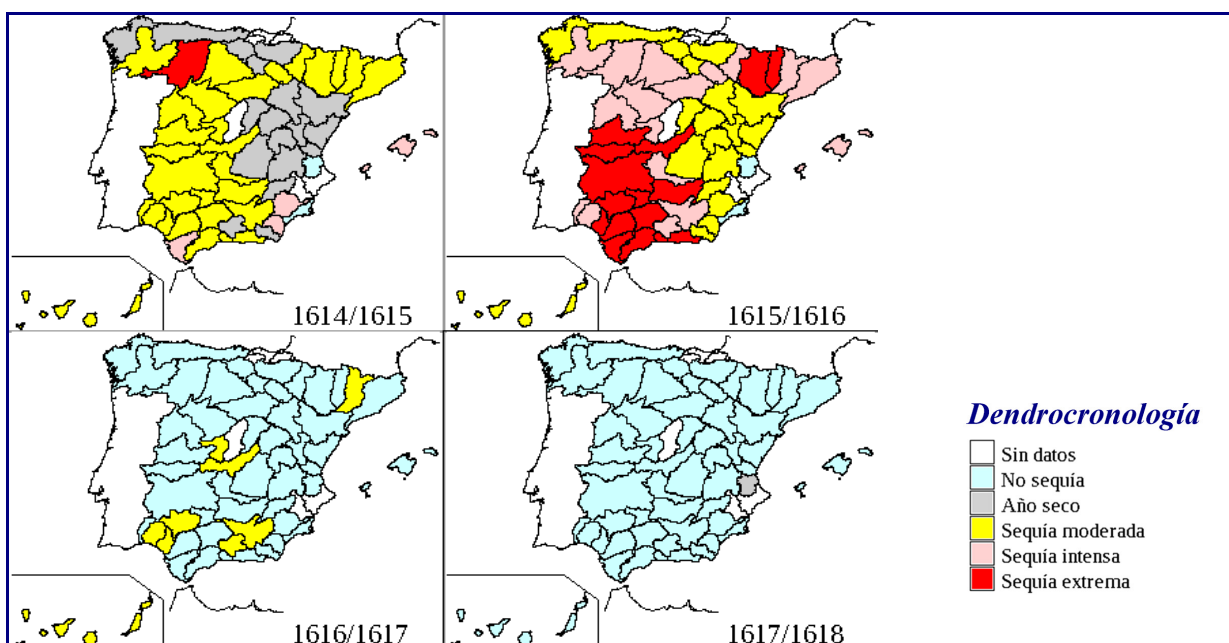 1614/1615
1615/1616
1616/1617
1617/1618
Dendrocronología
Sin datos
No sequía
Año seco
Sequía moderada
Sequía intensa
Sequía extrema